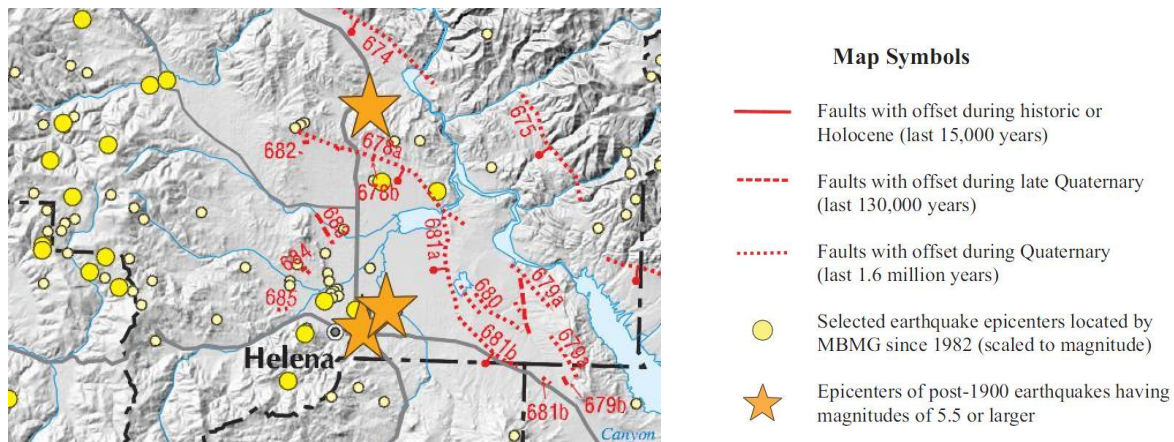 674
675
678a
682
678b
683
681a
684
679a
680
685
681b
679a
Helena
679b
681b
Canyon
Map Symbols
Faults with offset during historic or
Holocene (last 15,000 years)
Faults with offset during late Quaternary
(last 130,000 years)
Faults with offset during Quaternary
(last 1.6 million years)
Selected earthquake epicenters located by
MBMG since 1982 (scaled to magnitude)
Epicenters of post-1900 earthquakes having
magnitudes of 5.5 or larger